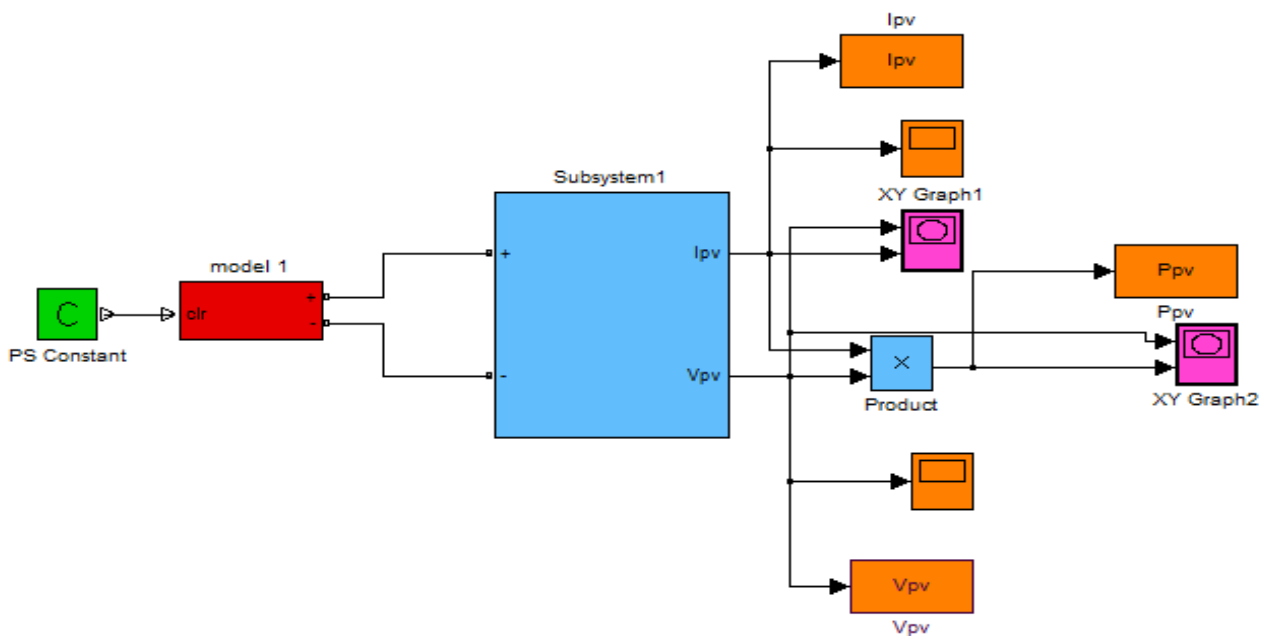 Ipv
Ipv
XY Graph1
Subsystem1
+
Ipv
-
Vpv
model 1
clr
+
-
C
PS Constant
Ppv
Ppv
XY Graph2
×
Product
Vpv
Vpv